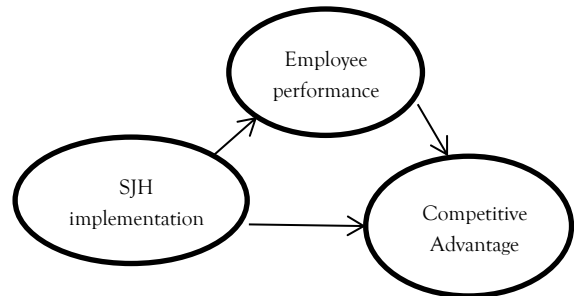 Employee
performance
SJH
implementation
Competitive
Advantage